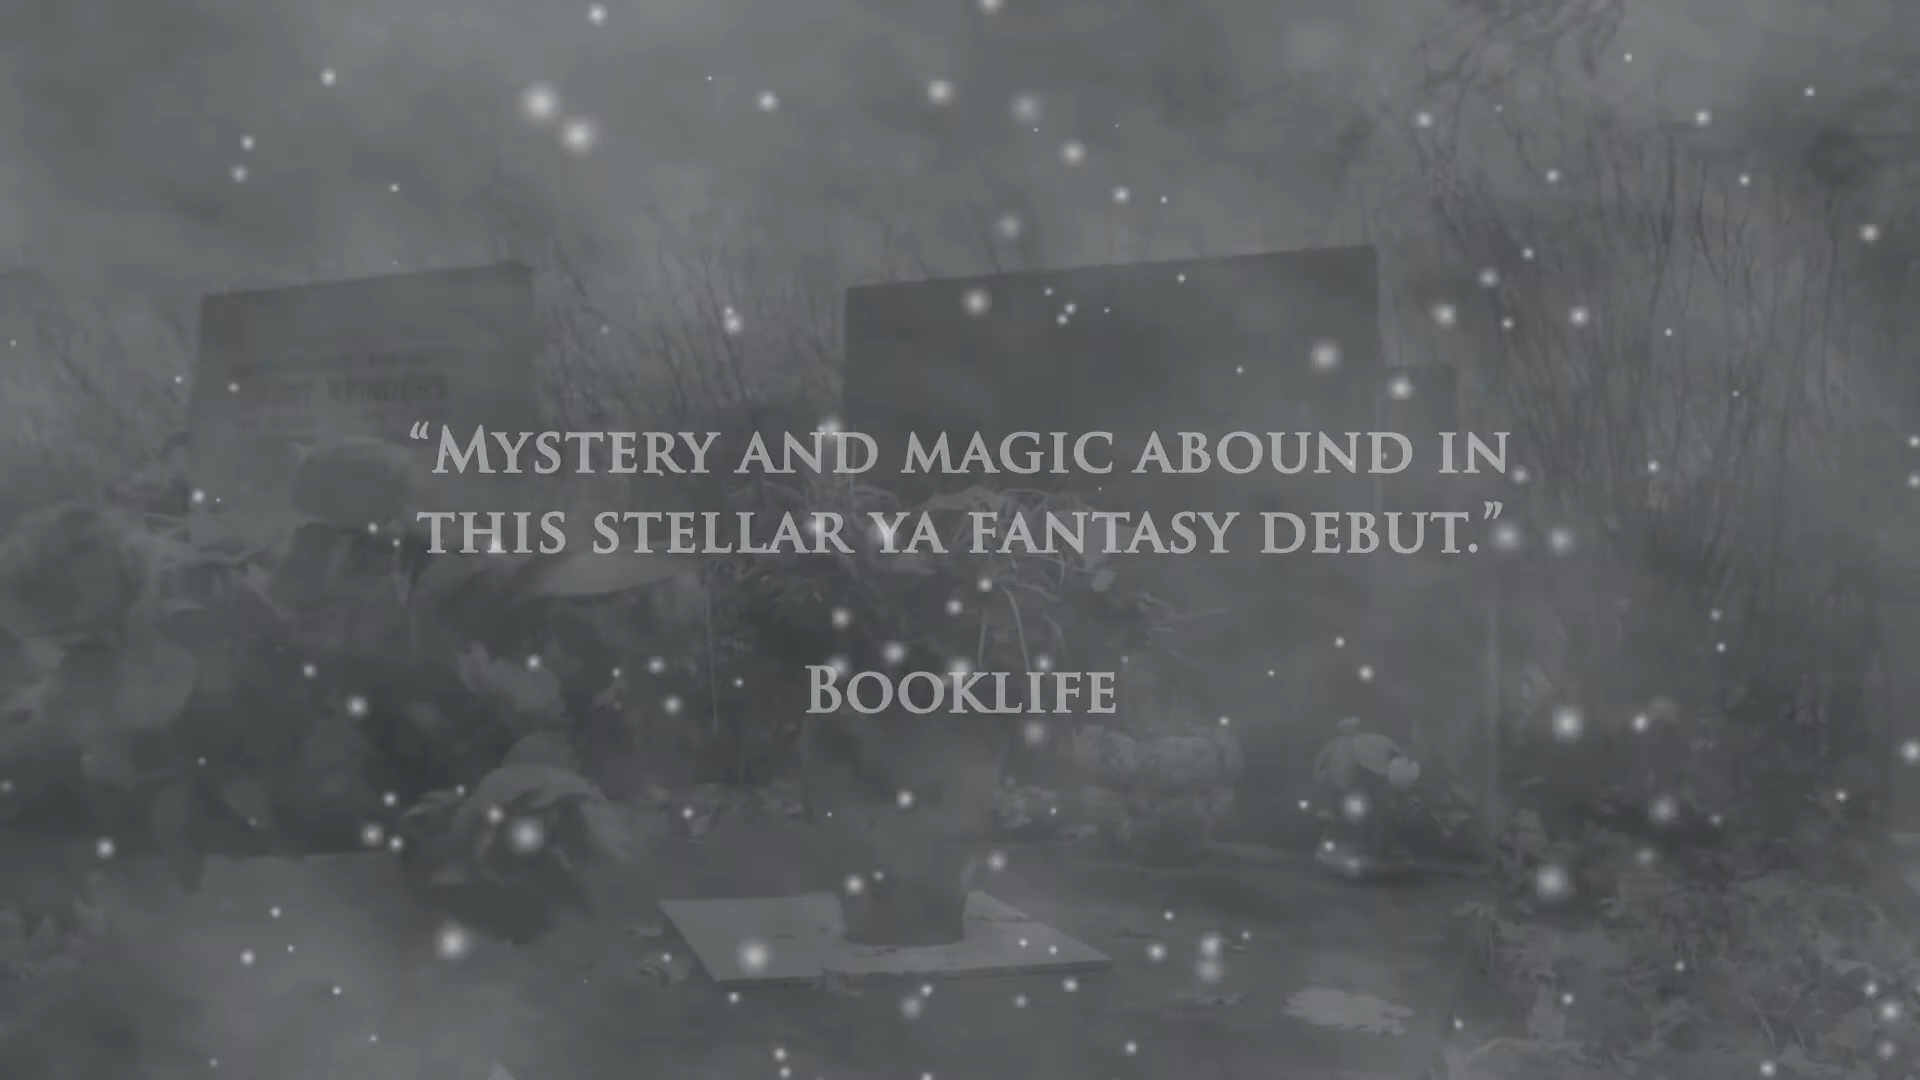 “Mystery and magic abound in
this stellar YA fantasy debut.”
Booklife